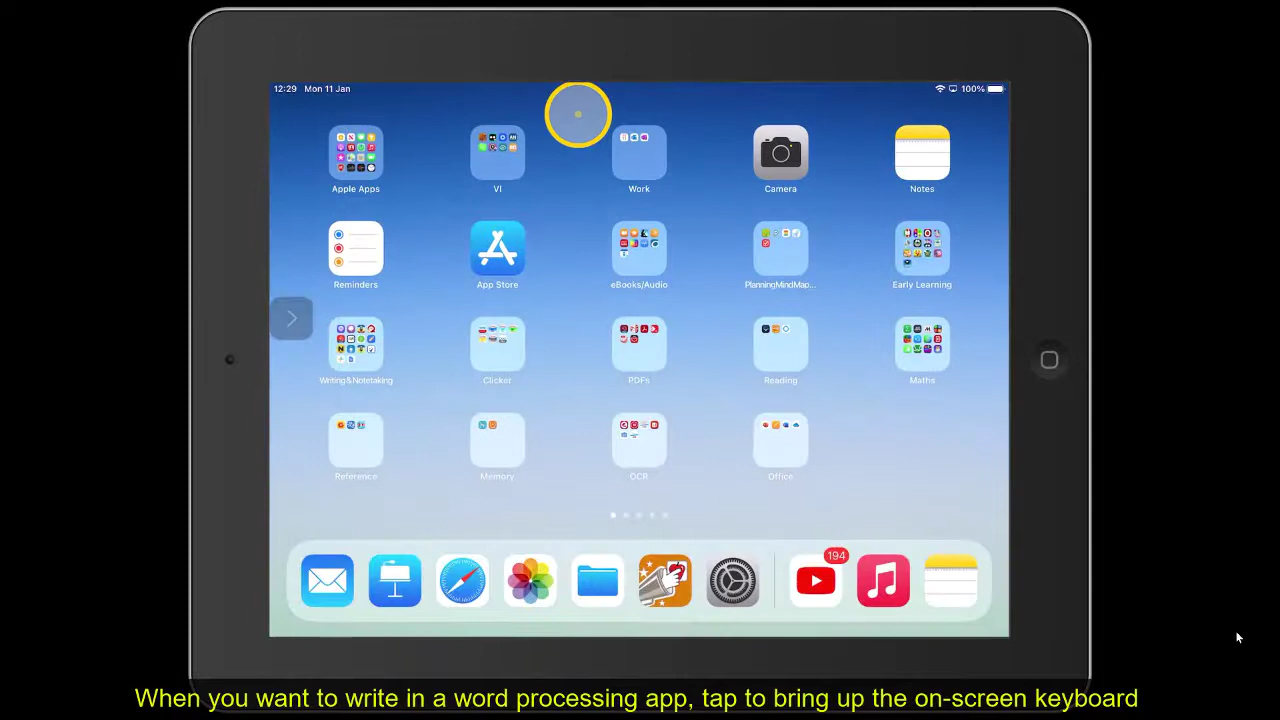 12:29 Mon 11 Jan 100%
Apple Apps VI Work Camera Notes
Reminders App Store eBooks/Audio PlanningMindMap... Early Learning
Writing&Notetaking Clicker PDFs Reading Maths
Reference Memory OCR Office
194
When you want to write in a word processing app, tap to bring up the on-screen keyboard